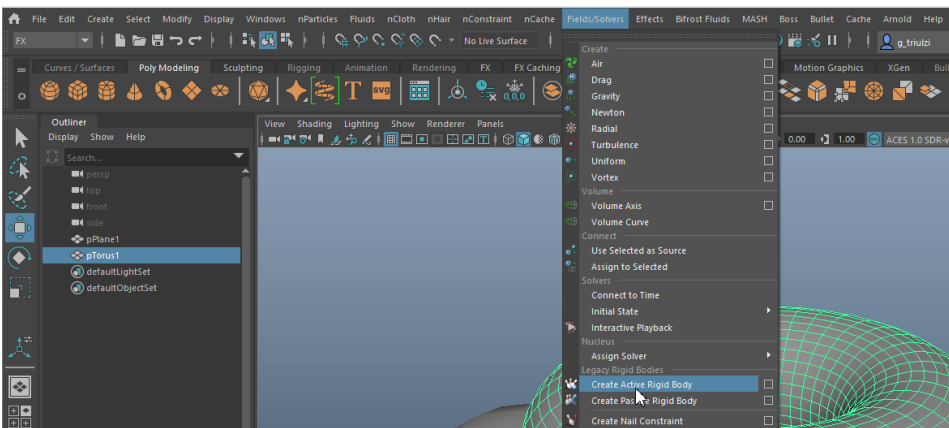 File Edit Create Select Modify Display Windows nParticles Fluids nCloth nHair nConstraint nCache Fields/Solvers Effects Bifrost Fluids MASH Boss Bullet Cache Arnold Help
FX No Live Surface g_triulzi
Curves / Surfaces Poly Modeling Sculpting Rigging Animation Rendering FX FX Caching Motion Graphics XGen
T svg 0,0,0
Outliner
Display Show Help
Search...
persp
top
front
side
pPlane1
pTorus1
defaultLightSet
defaultObjectSet
View Shading Lighting Show Renderer Panels
0.00 1.00 ACES 1.0 SDR-v
Create
Air
Drag
Gravity
Newton
Radial
Turbulence
Uniform
Vortex
Volume
Volume Axis
Volume Curve
Connect
Use Selected as Source
Assign to Selected
Solvers
Connect to Time
Initial State
Interactive Playback
Nucleus
Assign Solver
Legacy Rigid Bodies
Create Active Rigid Body
Create Passive Rigid Body
Create Nail Constraint